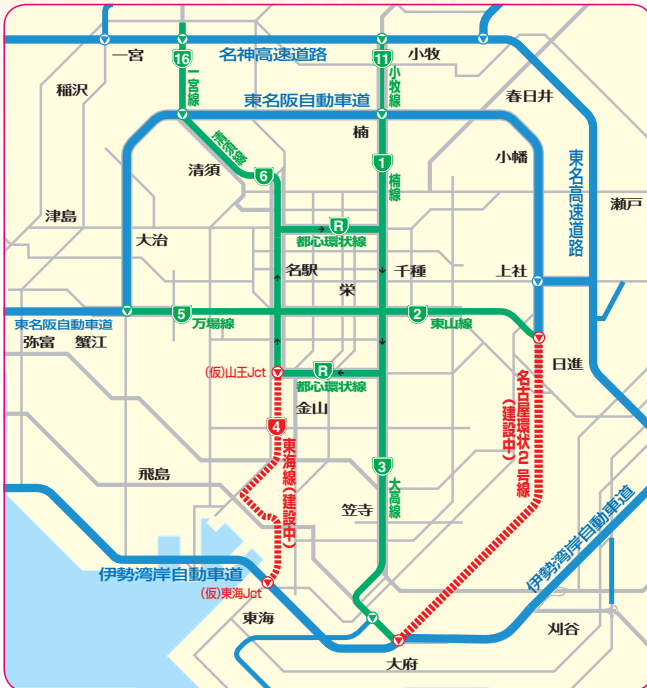 一宮
名神高速道路
小牧
16
11
稲沢
一宮線
小牧線
東名阪自動車道
春日井
楠
清須線
清須
6
1
楠線
小幡
東名高速道路
瀬戸
津島
大治
R
都心環状線
名駅
千種
上社
栄
東名阪自動車道
5
万場線
2
東山線
弥富
蟹江
(仮)山王Jct
R
都心環状線
日進
金山
4
東海線(建設中)
名古屋環状2号線
(建設中)
飛島
3
大高線
笠寺
伊勢湾岸自動車道
伊勢湾岸自動車道
(仮)東海Jct
東海
刈谷
大府